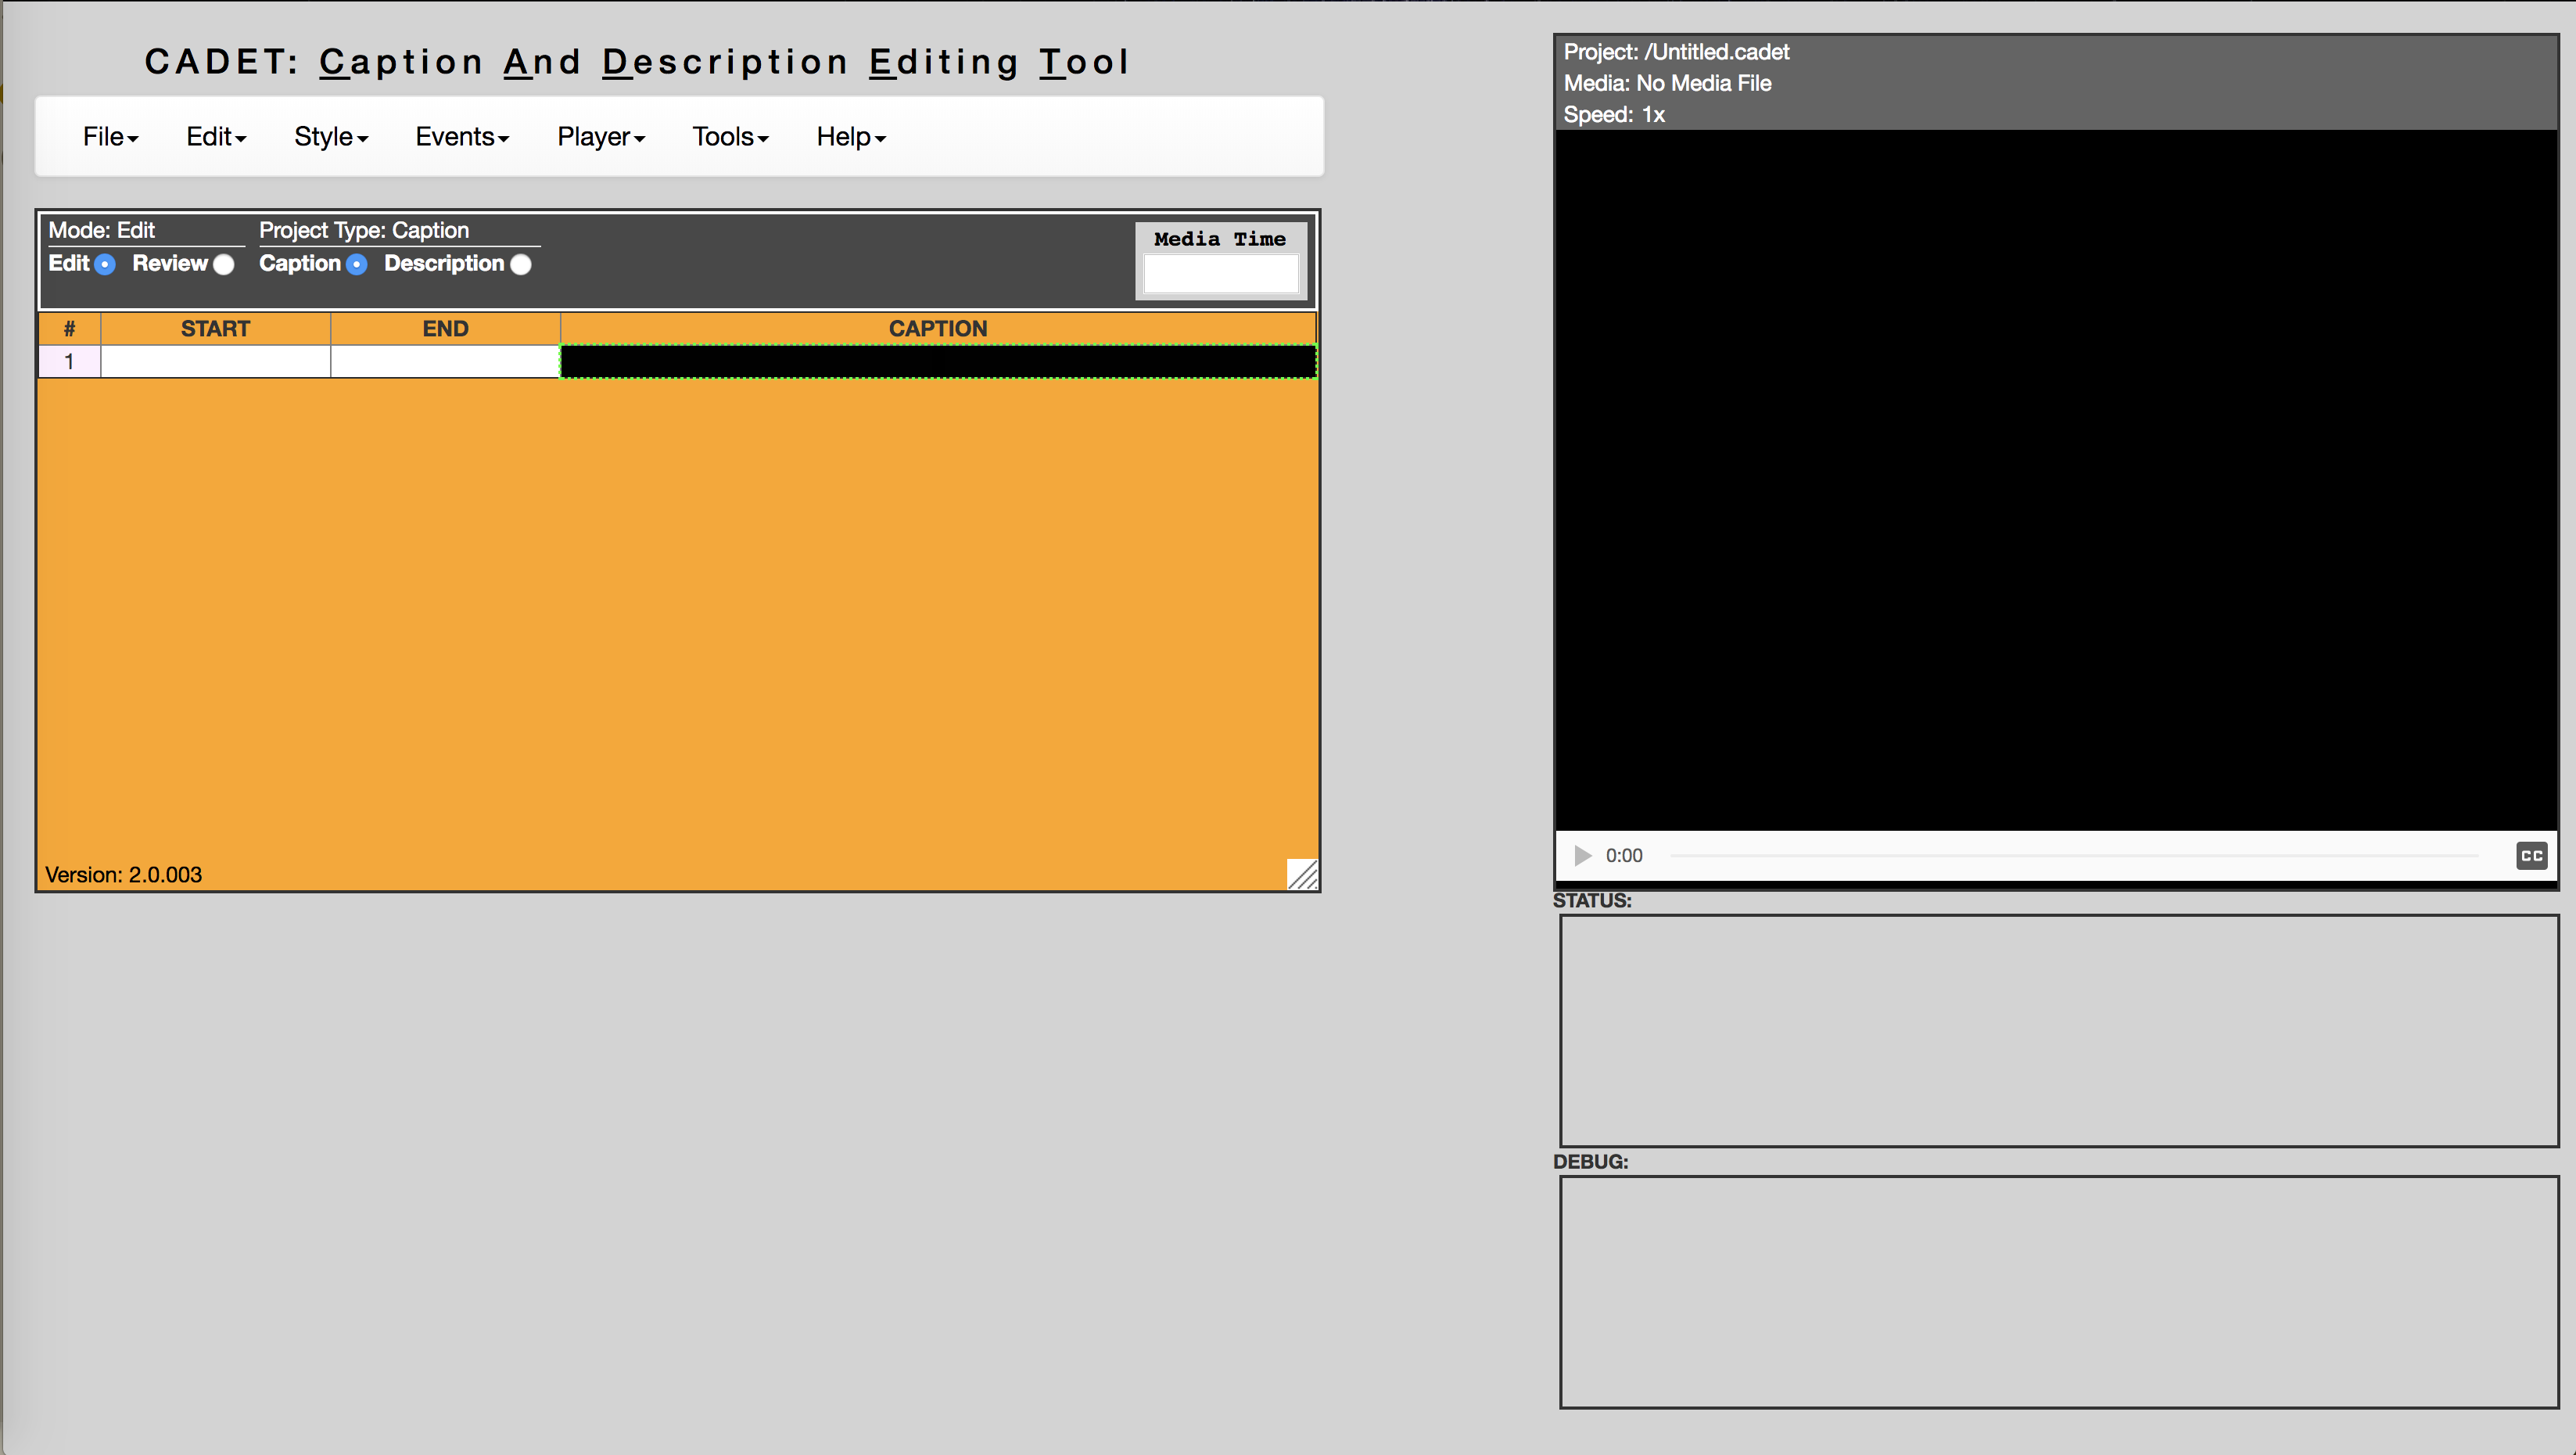 CADET: Caption And Description Editing Tool
File Edit Style Events Player Tools Help
Mode: Edit Project Type: Caption
Edit Review Caption Description
Media Time
# START END CAPTION
1
Version: 2.0.003
Project: /Untitled.cadet
Media: No Media File
Speed: 1x
0:00 CC
STATUS:
DEBUG: